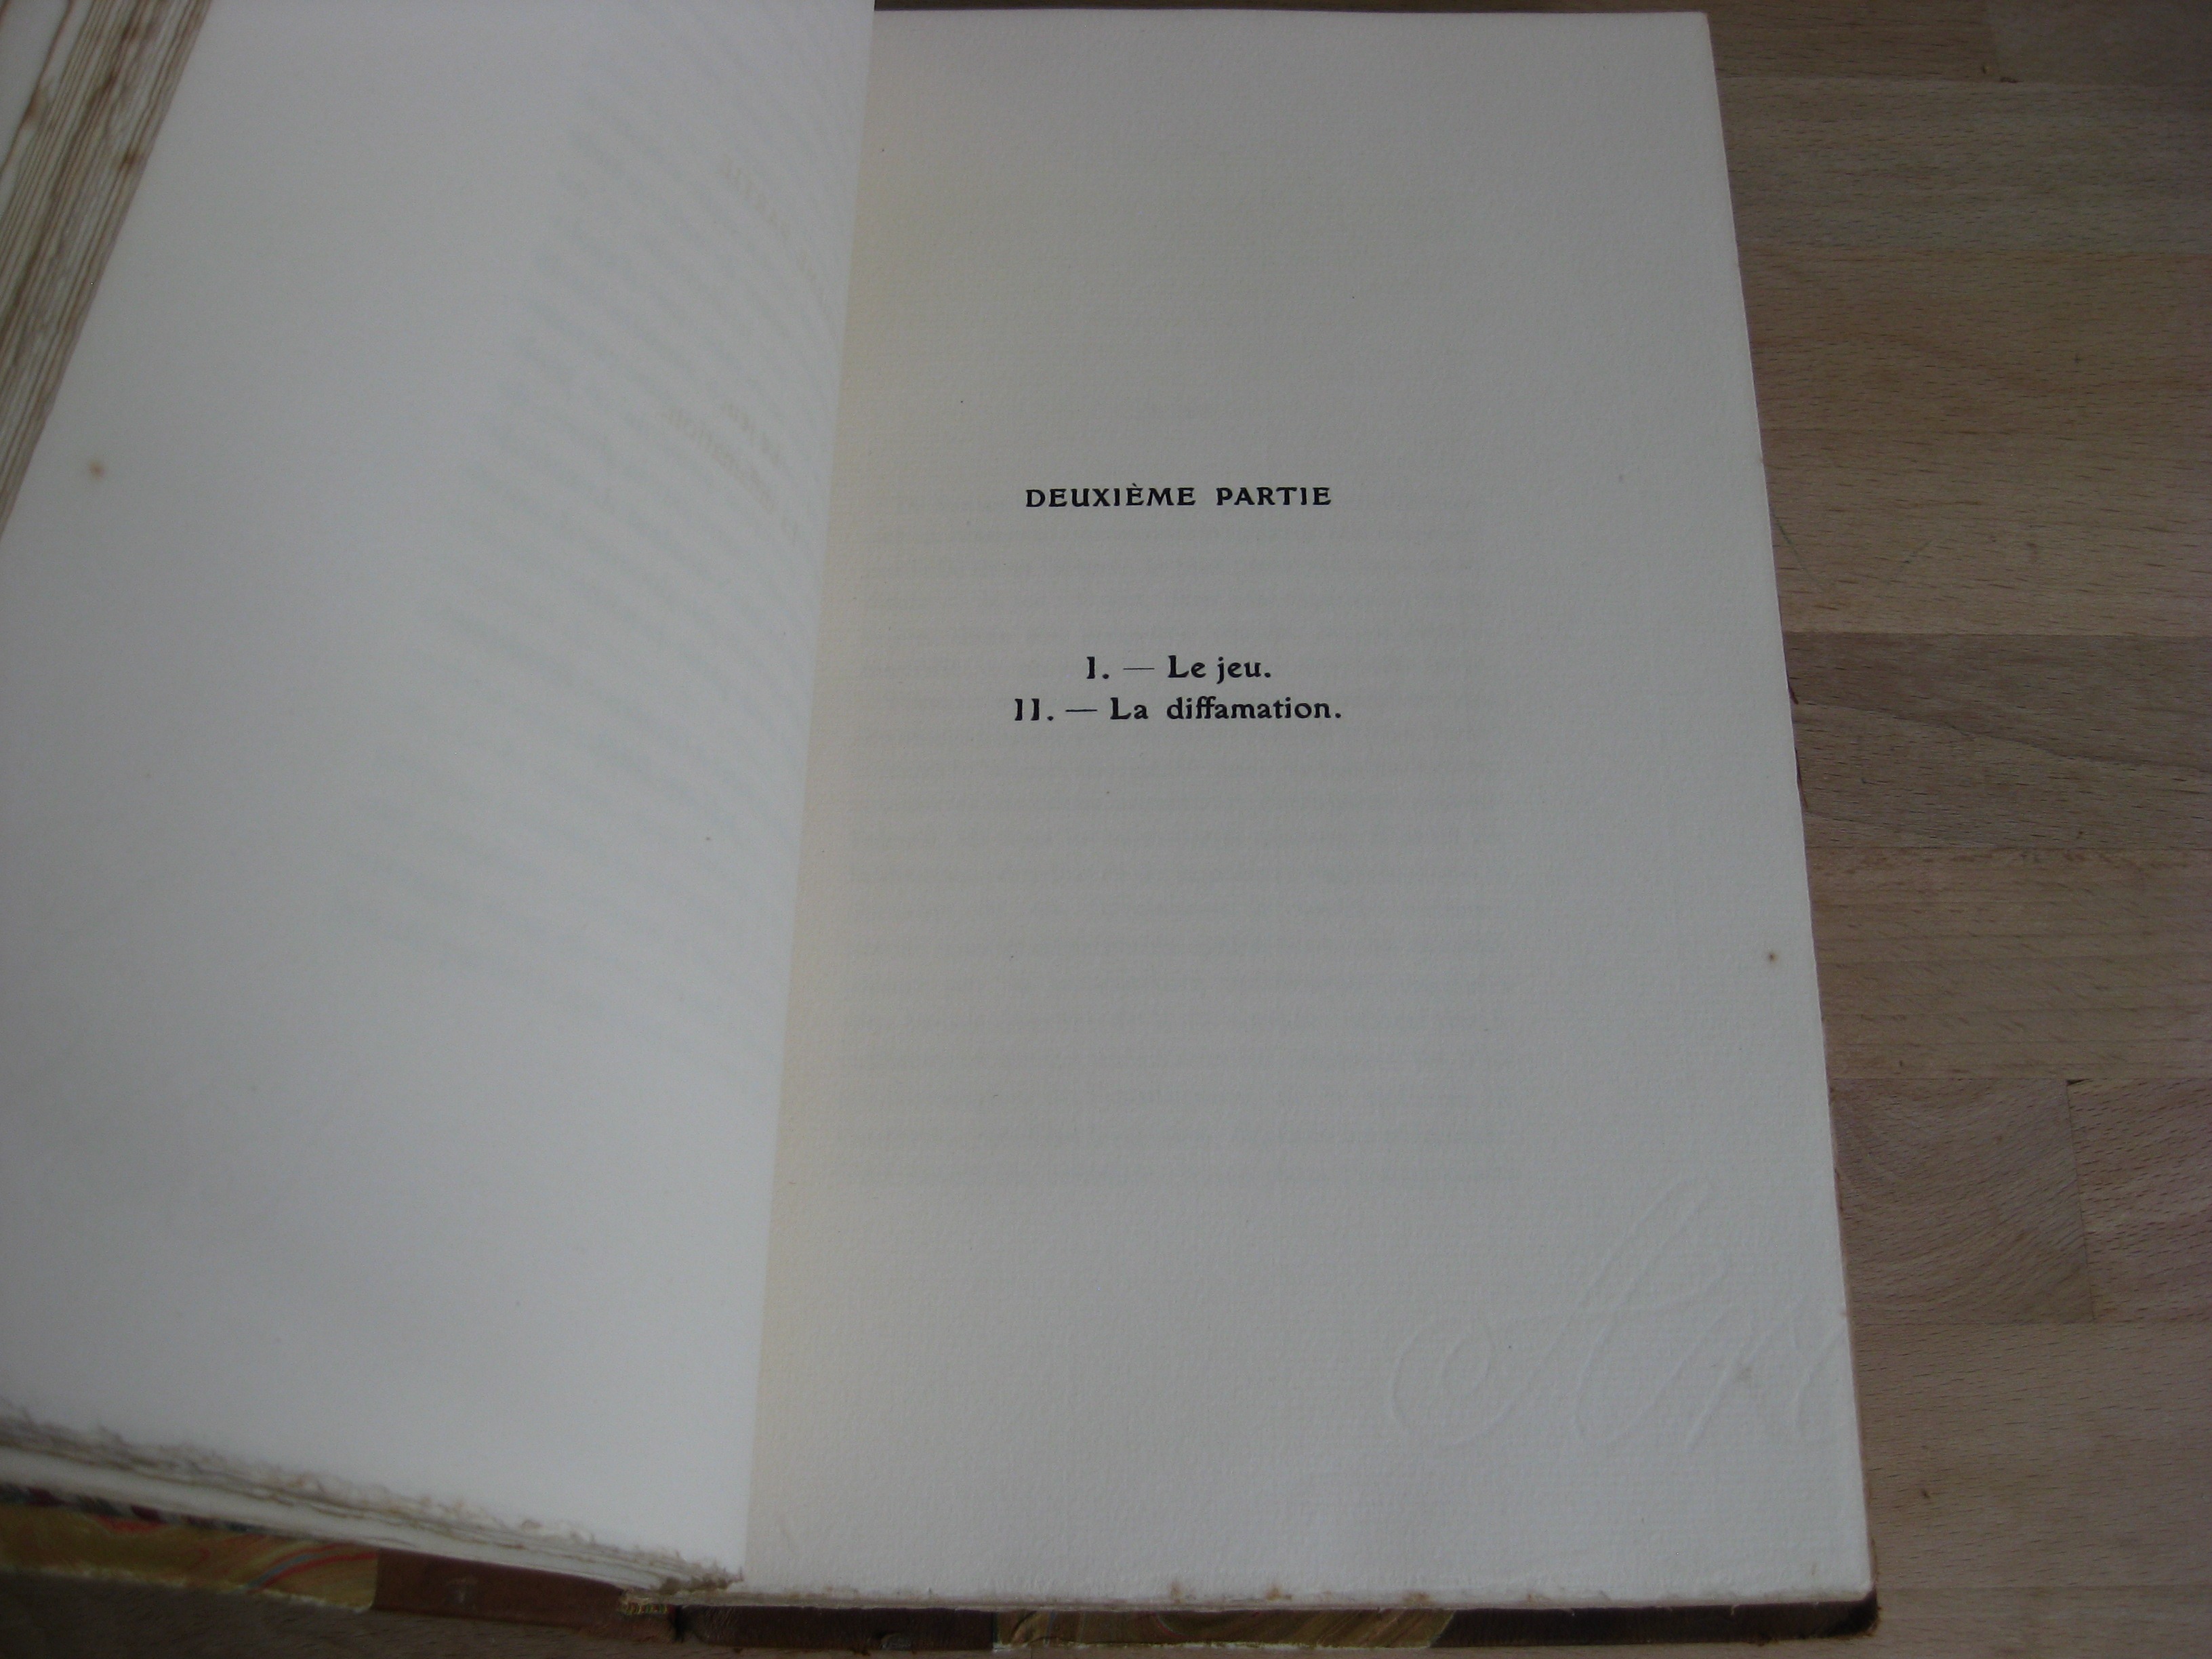 DEUXIÈME PARTIE
I. — Le jeu.
II. — La diffamation.